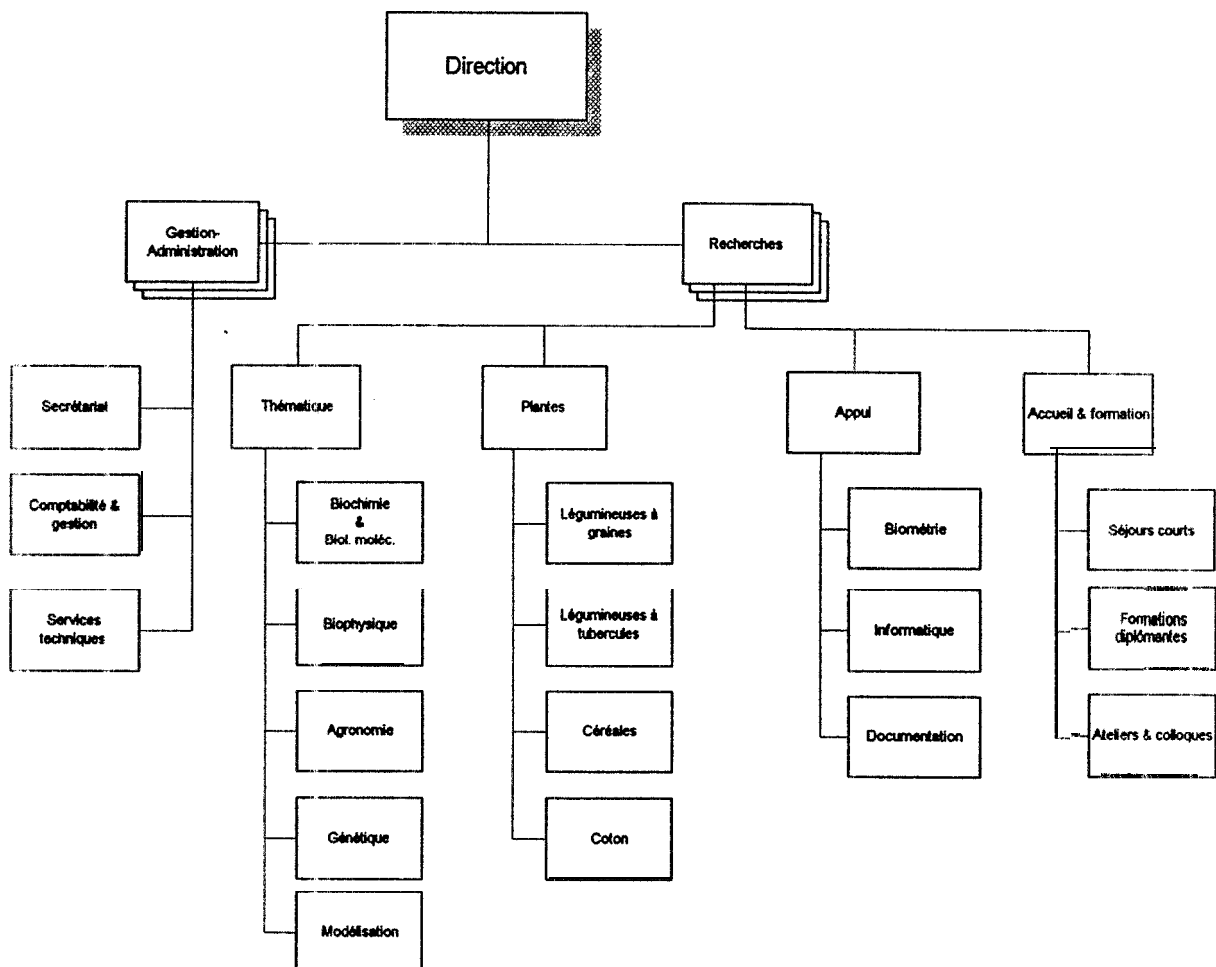 Direction
Gestion-
Administration
Recherches
Secrétariat
Comptabilité &
gestion
Services
techniques
Thématique
Biochimie
&
Biol. moléc.
Biophysique
Agronomie
Génétique
Modélisation
Plantes
Légumineuses à
graines
Légumineuses à
tubercules
Céréales
Coton
Appui
Biométrie
Informatique
Documentation
Accueil & formation
Séjours courts
Formations
diplômantes
Ateliers & colloques